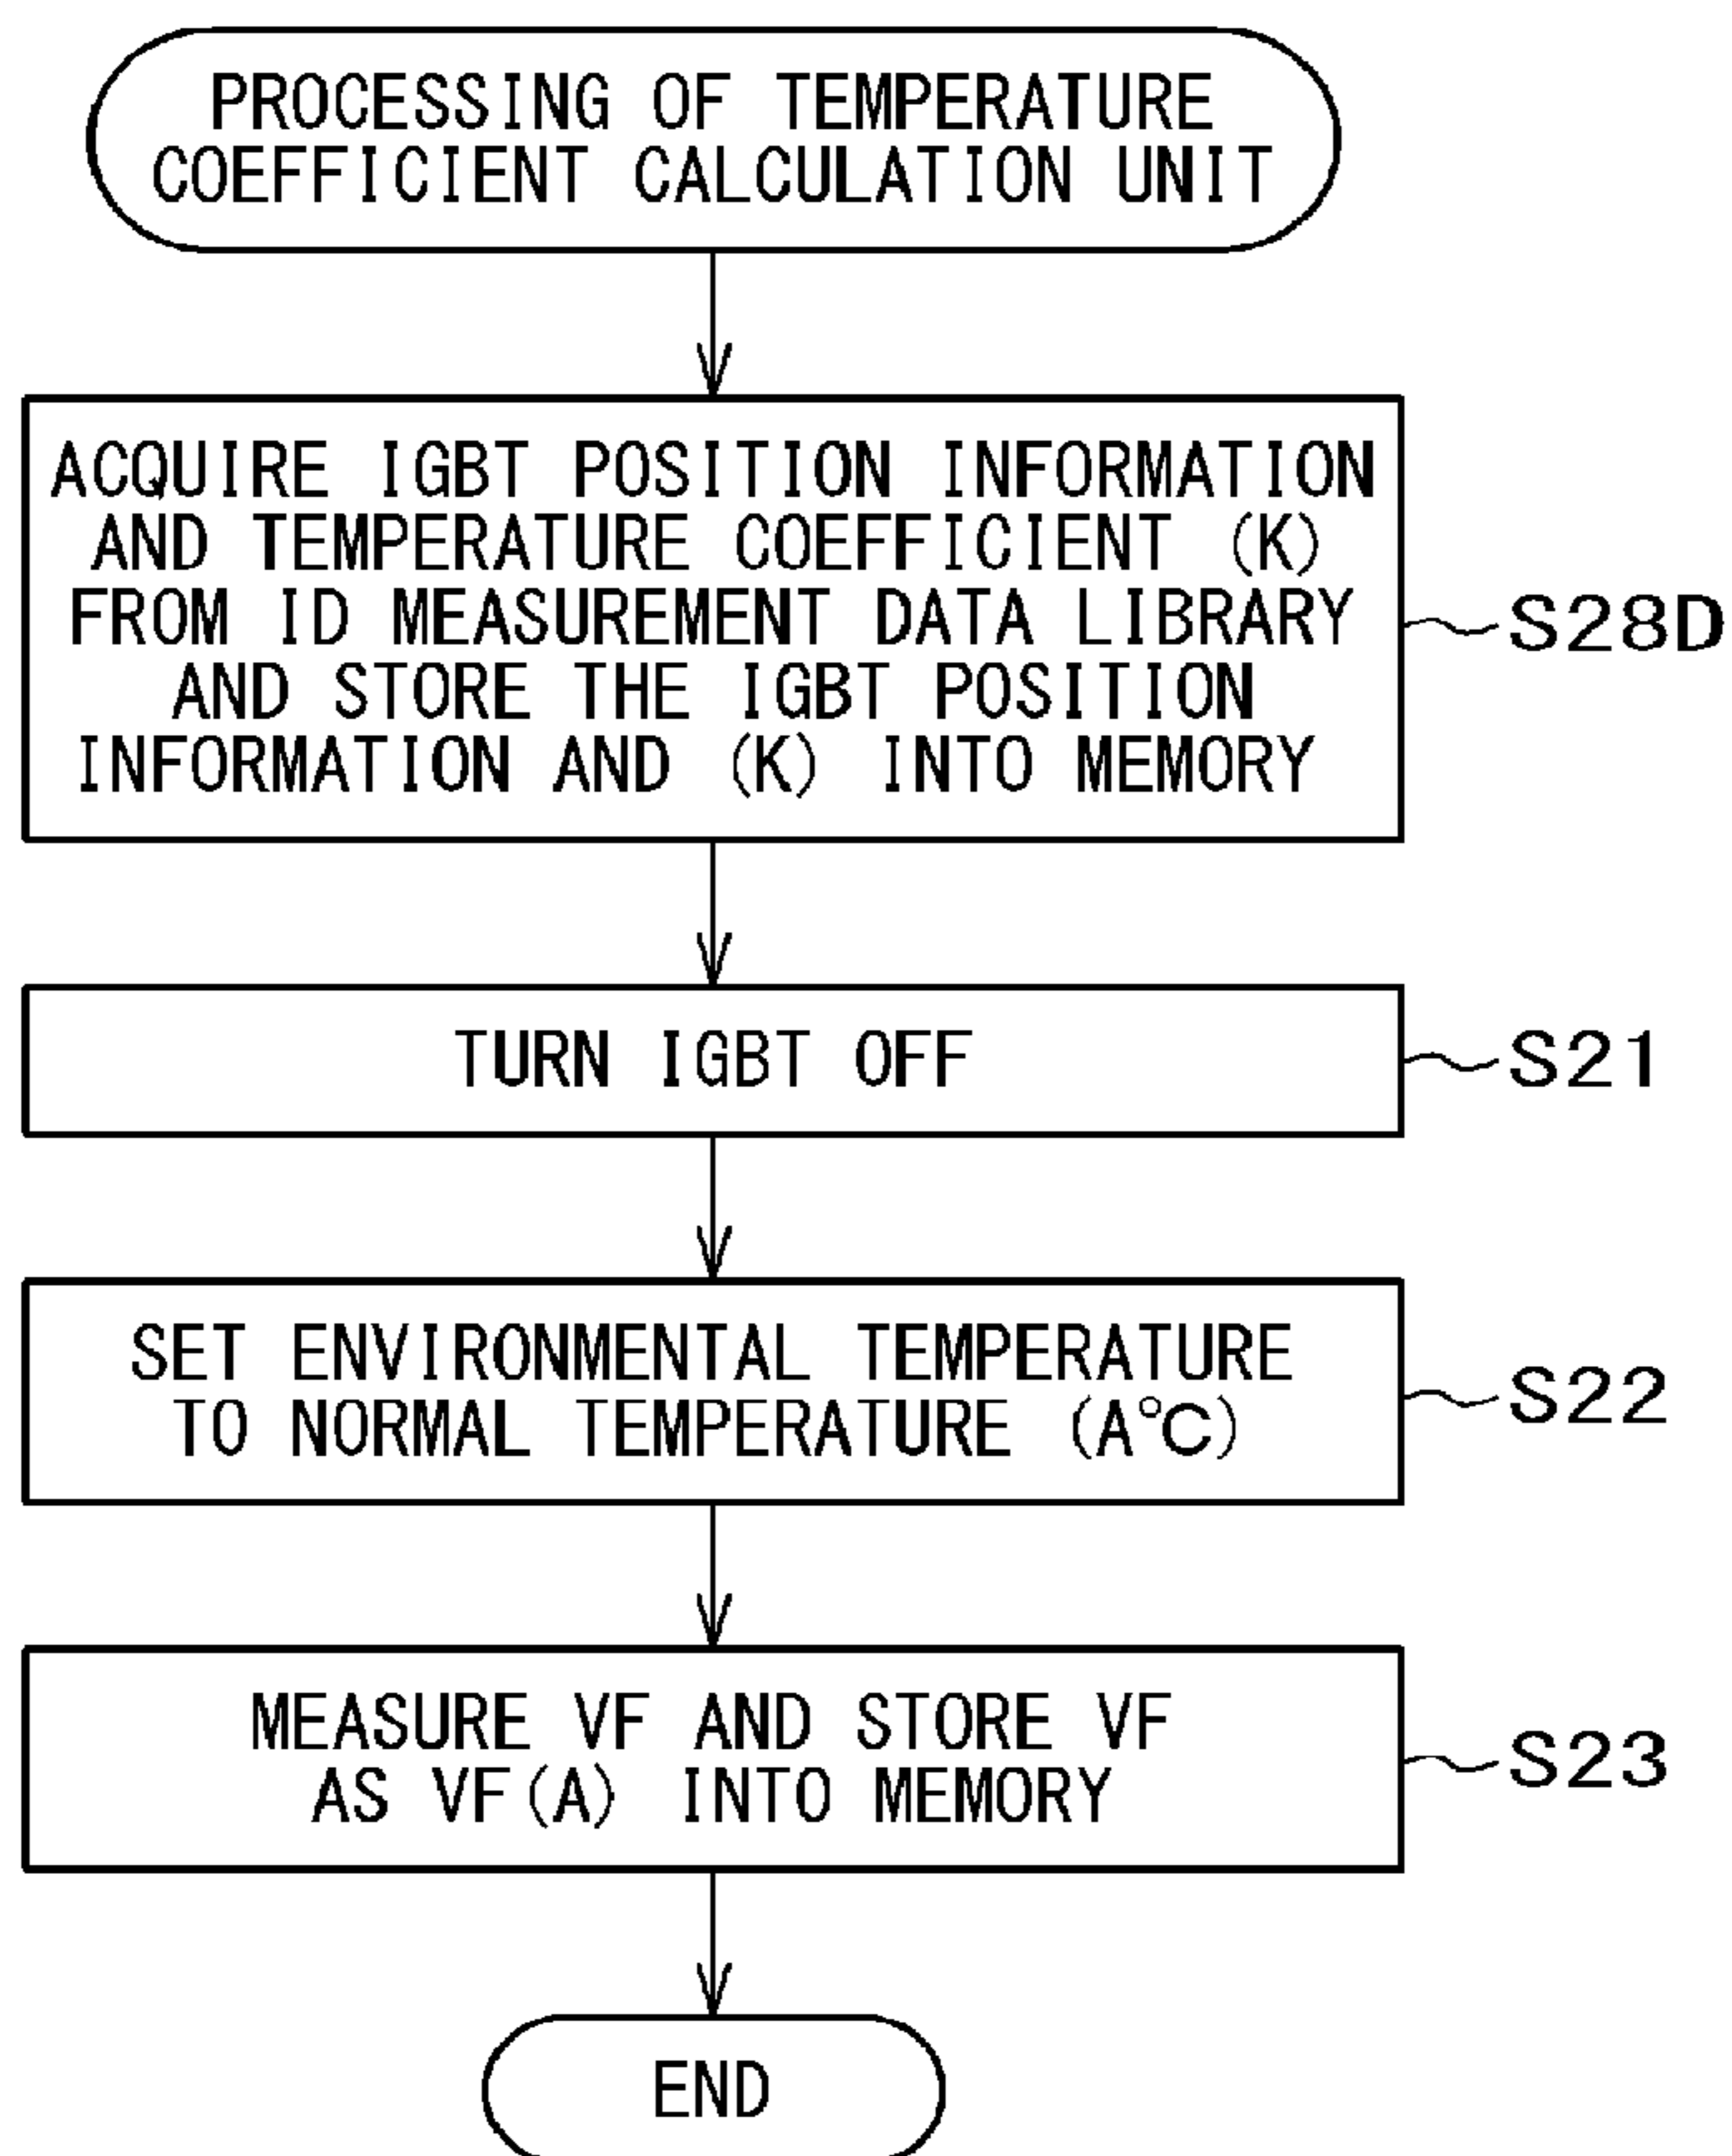 PROCESSING OF TEMPERATURE
COEFFICIENT CALCULATION UNIT
ACQUIRE IGBT POSITION INFORMATION
AND TEMPERATURE COEFFICIENT (K)
FROM ID MEASUREMENT DATA LIBRARY
AND STORE THE IGBT POSITION
INFORMATION AND (K) INTO MEMORY
S28D
TURN IGBT OFF
S21
SET ENVIRONMENTAL TEMPERATURE
TO NORMAL TEMPERATURE (A°C)
S22
MEASURE VF AND STORE VF
AS VF(A) INTO MEMORY
S23
END